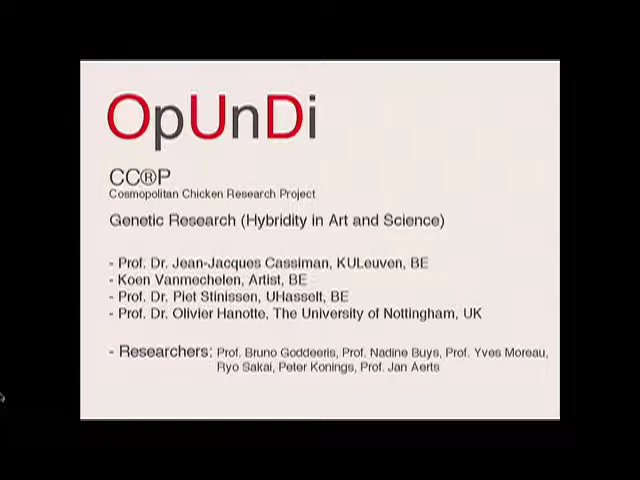 OpUnDi
CC®P
Cosmopolitan Chicken Research Project
Genetic Research (Hybridity in Art and Science)
- Prof. Dr. Jean-Jacques Cassiman, KULeuven, BE
- Koen Vanmechelen, Artist, BE
- Prof. Dr. Piet Stinissen, UHasselt, BE
- Prof. Dr. Olivier Hanotte, The University of Nottingham, UK
- Researchers: Prof. Bruno Goddeeris, Prof. Nadine Buys, Prof. Yves Moreau,
Ryo Sakai, Peter Konings, Prof. Jan Aerts